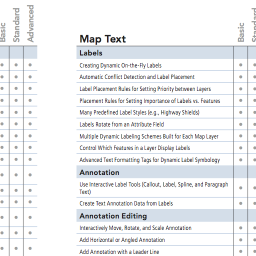 Basic
Standard
Advanced
Map Text
Basic
Standard
Labels
Creating Dynamic On-the-Fly Labels
Automatic Conflict Detection and Label Placement
Label Placement Rules for Setting Priority between Layers
Placement Rules for Setting Importance of Labels vs. Features
Many Predefined Label Styles (e.g., Highway Shields)
Labels Rotate from an Attribute Field
Multiple Dynamic Labeling Schemes Built for Each Map Layer
Control Which Features in a Layer Display Labels
Advanced Text Formatting Tags for Dynamic Label Symbology
Annotation
Use Interactive Label Tools (Callout, Label, Spline, and Paragraph
Text)
Create Text Annotation Data from Labels
Annotation Editing
Interactively Move, Rotate, and Scale Annotation
Add Horizontal or Angled Annotation
Add Annotation with a Leader Line